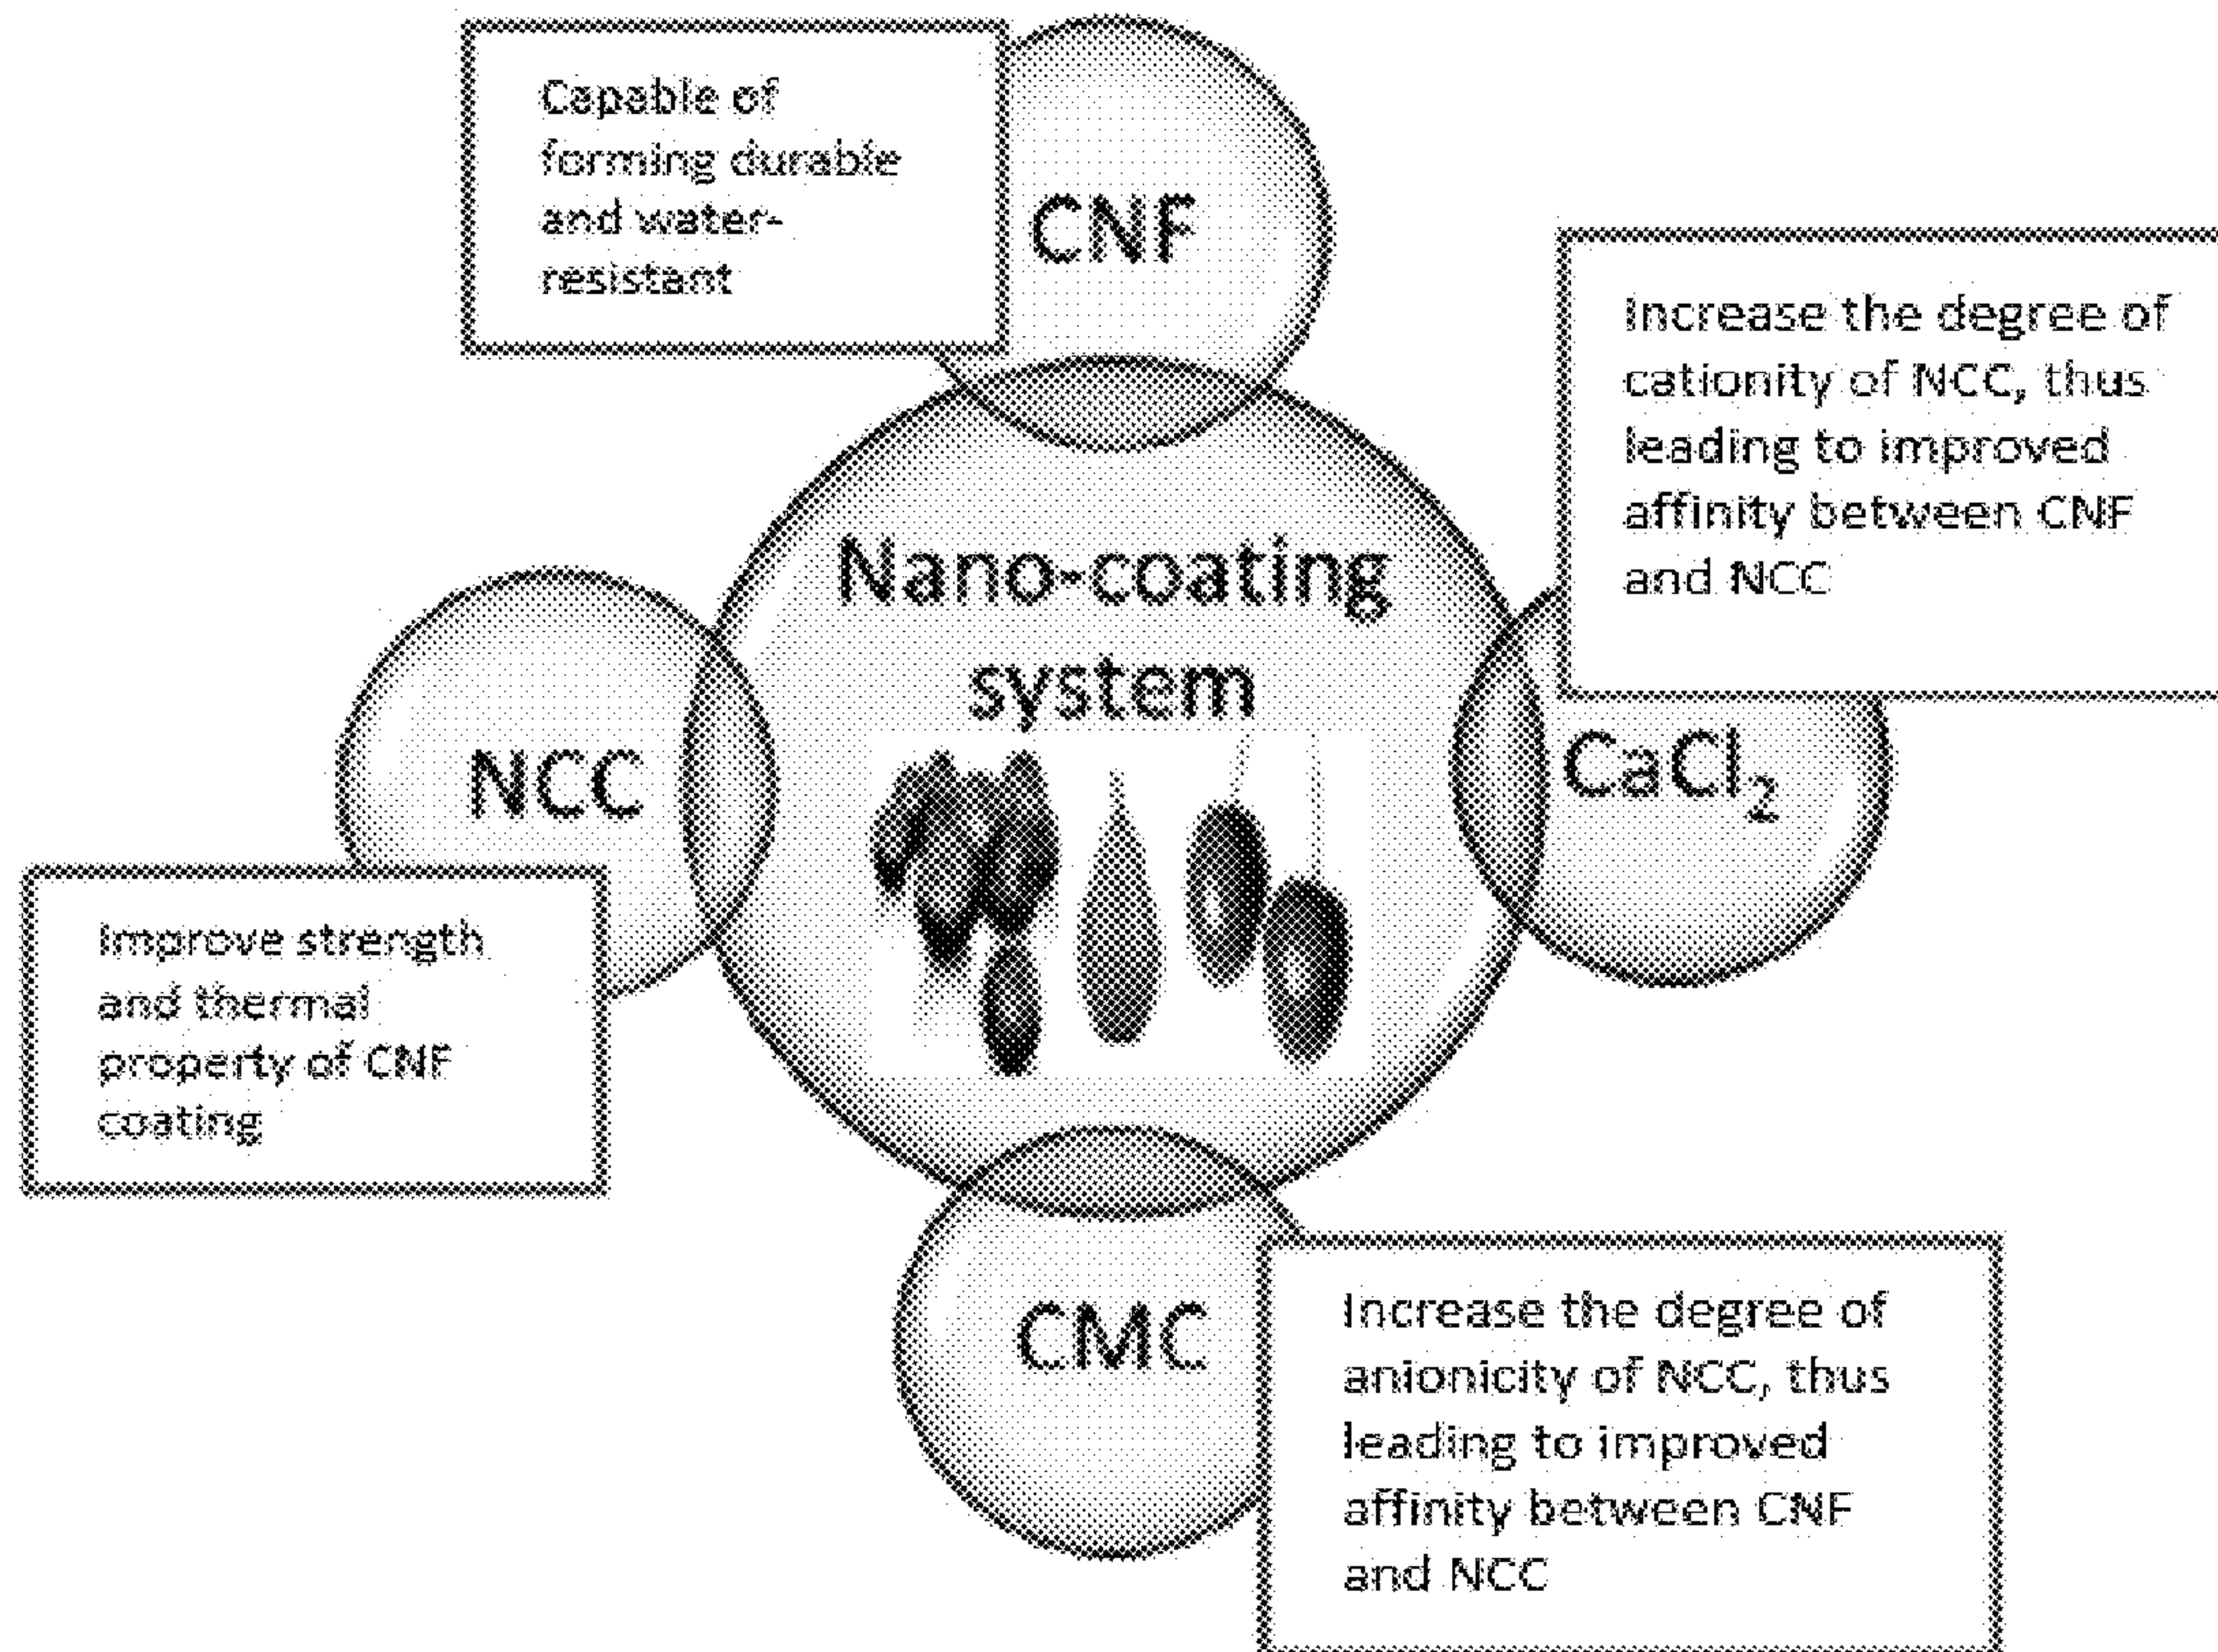 Capable of
forming durable
and water-
resistant
CNF
Increase the degree of
cationity of NCC, thus
leading to improved
affinity between CNF
and NCC
Nano-coating
system
NCC
CaCl₂
Improve strength
and thermal
property of CNF
coating
CMC
Increase the degree of
anionicity of NCC, thus
leading to improved
affinity between CNF
and NCC